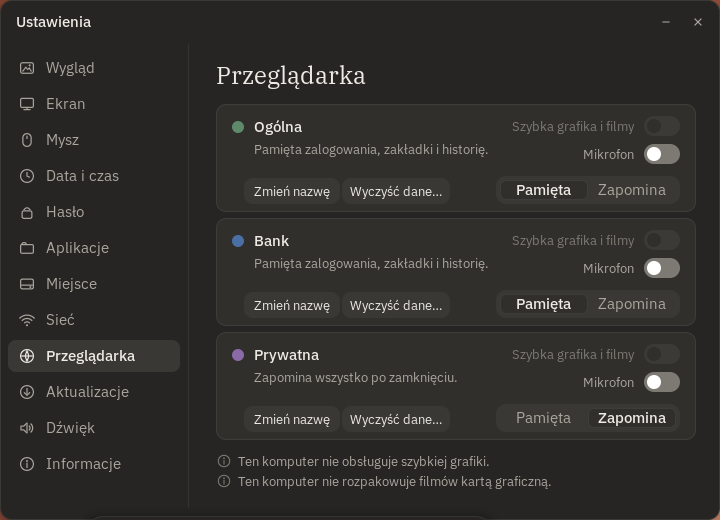 Ustawienia
Wygląd
Ekran
Mysz
Data i czas
Hasło
Aplikacje
Miejsce
Sieć
Przeglądarka
Aktualizacje
Dźwięk
Informacje
Przeglądarka
Ogólna
Szybka grafika i filmy
Pamięta zalogowania, zakładki i historię.
Mikrofon
Zmień nazwę
Wyczyść dane...
Pamięta
Zapomina
Bank
Szybka grafika i filmy
Pamięta zalogowania, zakładki i historię.
Mikrofon
Zmień nazwę
Wyczyść dane...
Pamięta
Zapomina
Prywatna
Szybka grafika i filmy
Zapomina wszystko po zamknięciu.
Mikrofon
Zmień nazwę
Wyczyść dane...
Pamięta
Zapomina
Ten komputer nie obsługuje szybkiej grafiki.
Ten komputer nie rozpakowuje filmów kartą graficzną.